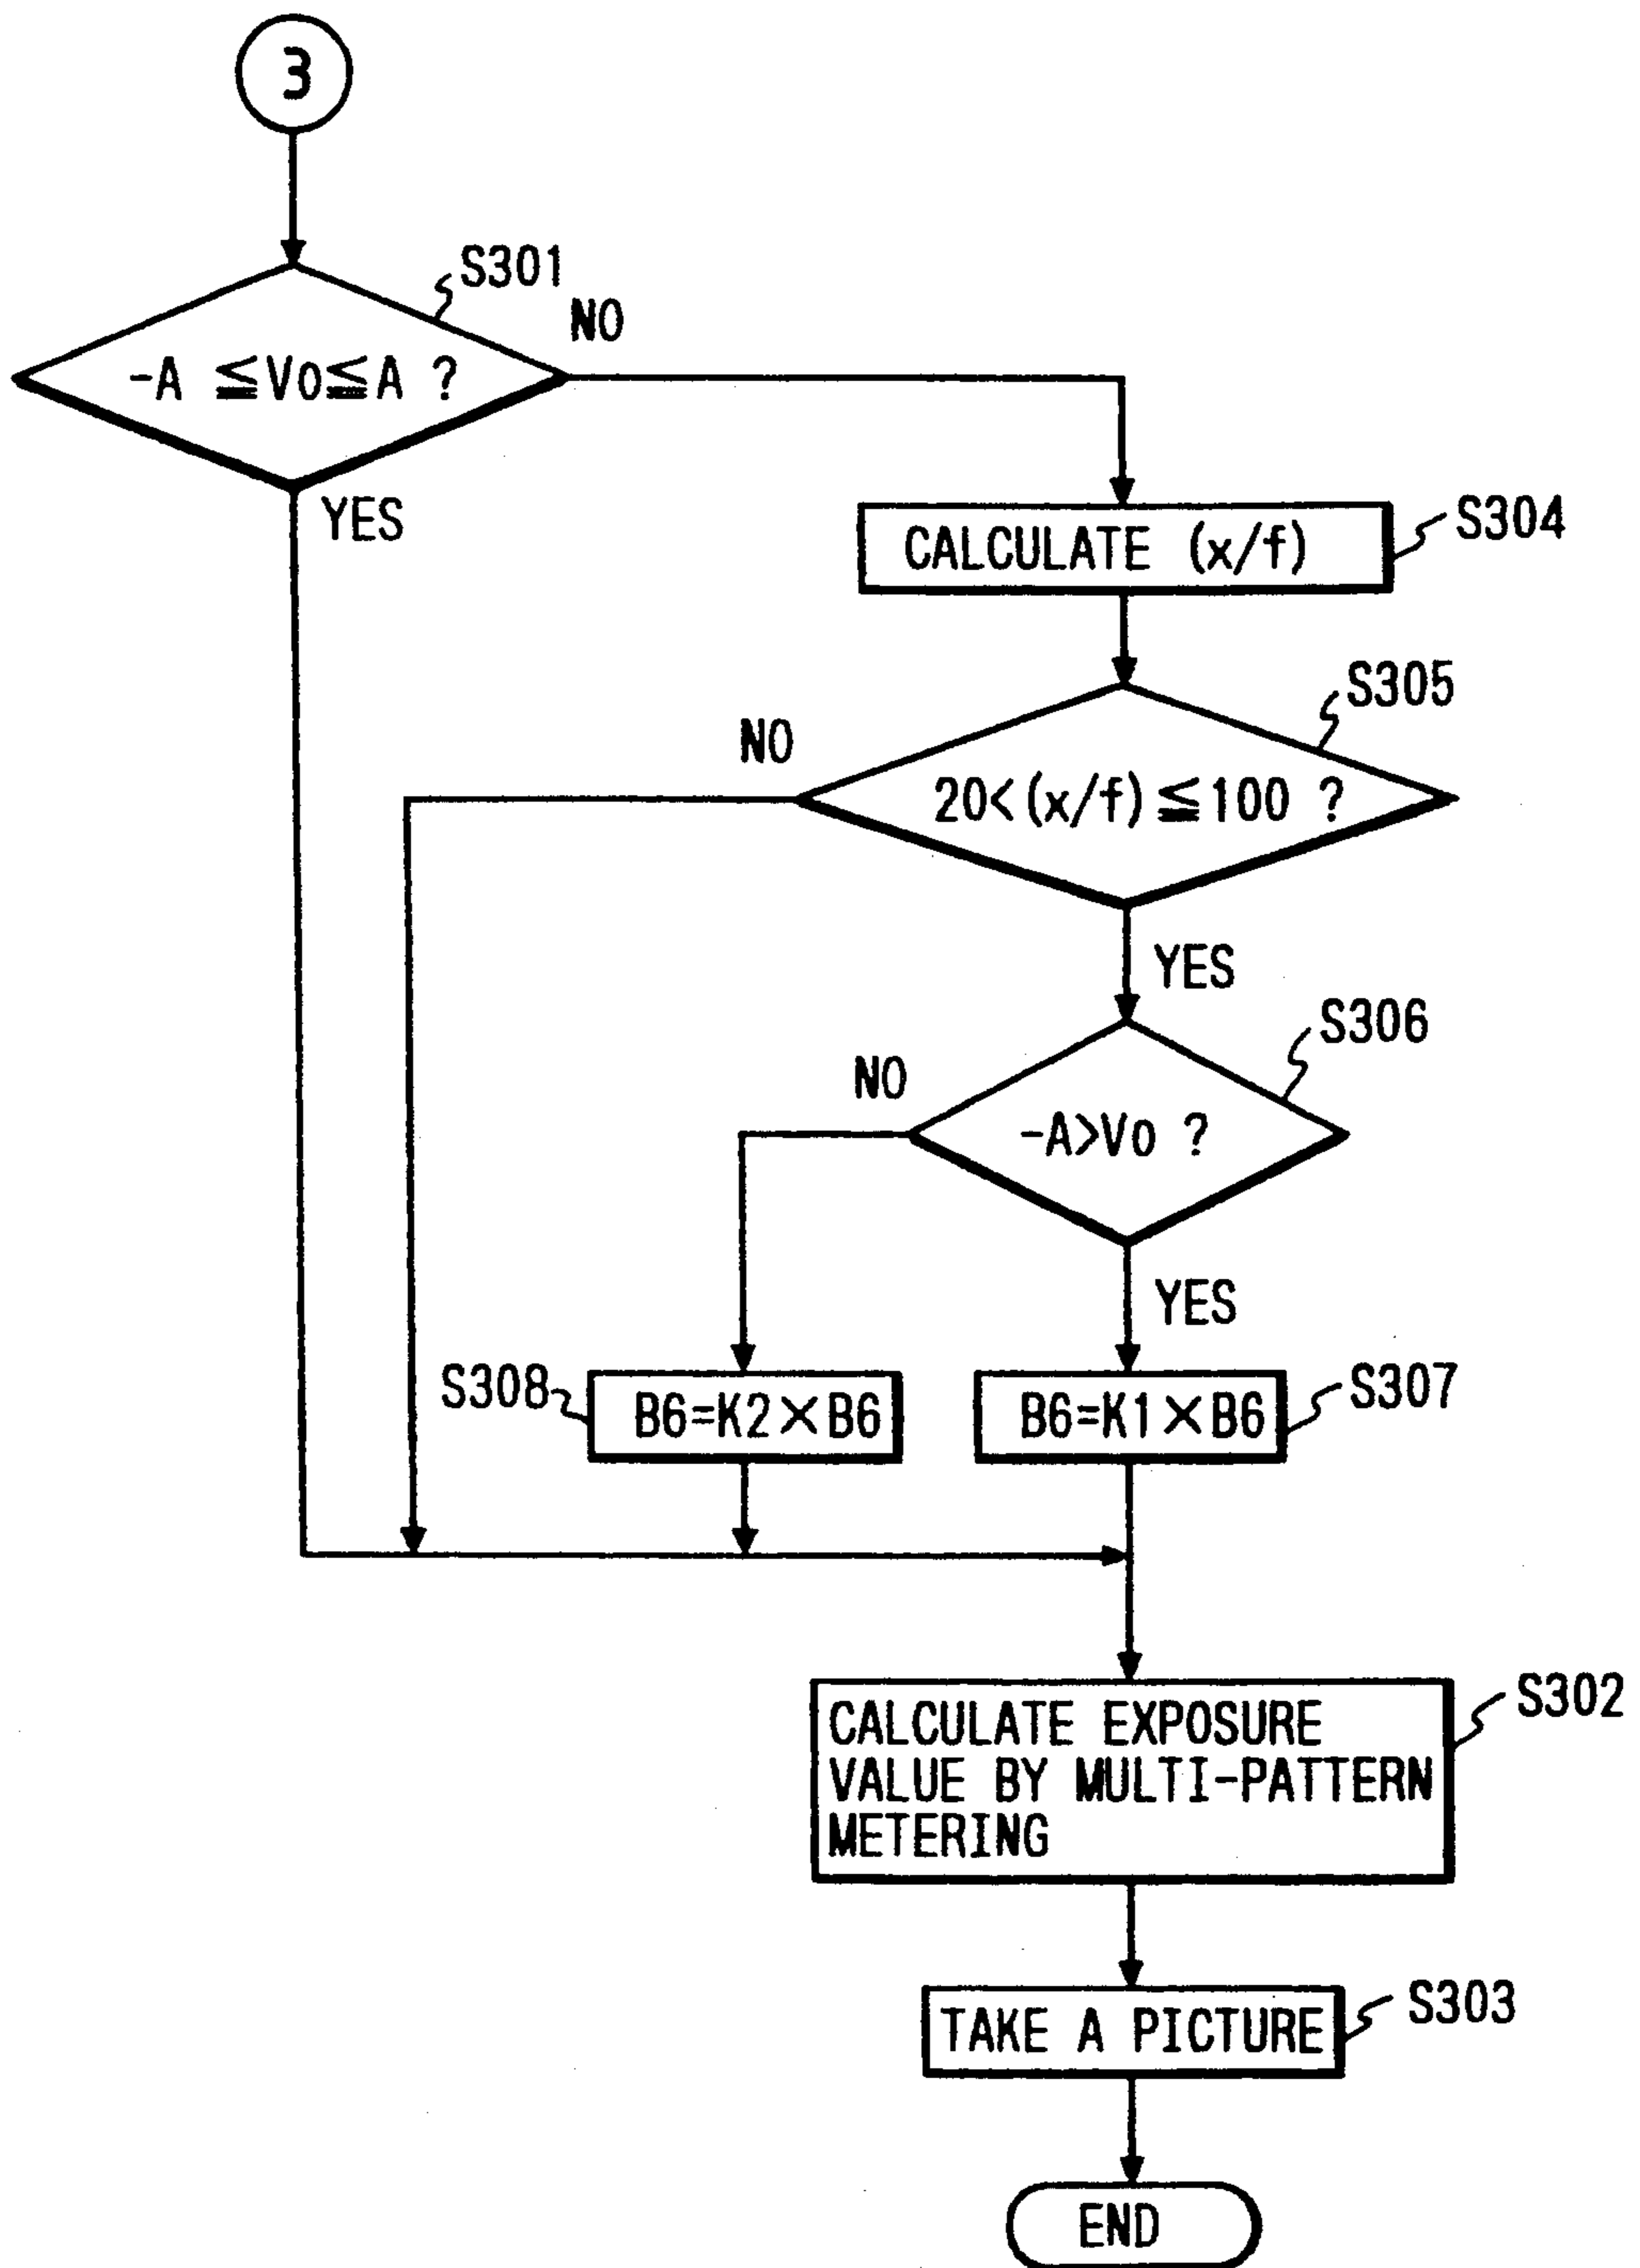 3
S301
NO
-A ≦Vo≦A ?
YES
CALCULATE (x/f)
S304
S305
NO
20<(x/f)≦100 ?
YES
S306
NO
-A>Vo ?
YES
S308
B6=K2×B6
B6=K1×B6
S307
CALCULATE EXPOSURE
VALUE BY MULTI-PATTERN
METERING
S302
TAKE A PICTURE
S303
END